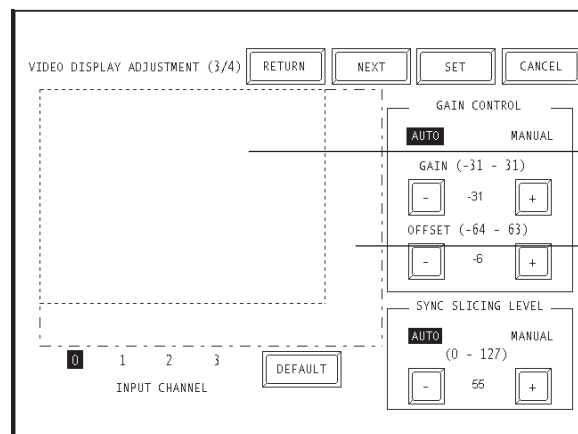 VIDEO DISPLAY ADJUSTMENT (3/4) RETURN NEXT SET CANCEL
GAIN CONTROL
AUTO MANUAL
GAIN (-31 - 31)
- -31 +
OFFSET (-64 - 63)
- -6 +
SYNC SLICING LEVEL
AUTO MANUAL
(0 - 127)
- 55 +
0 1 2 3 DEFAULT
INPUT CHANNEL